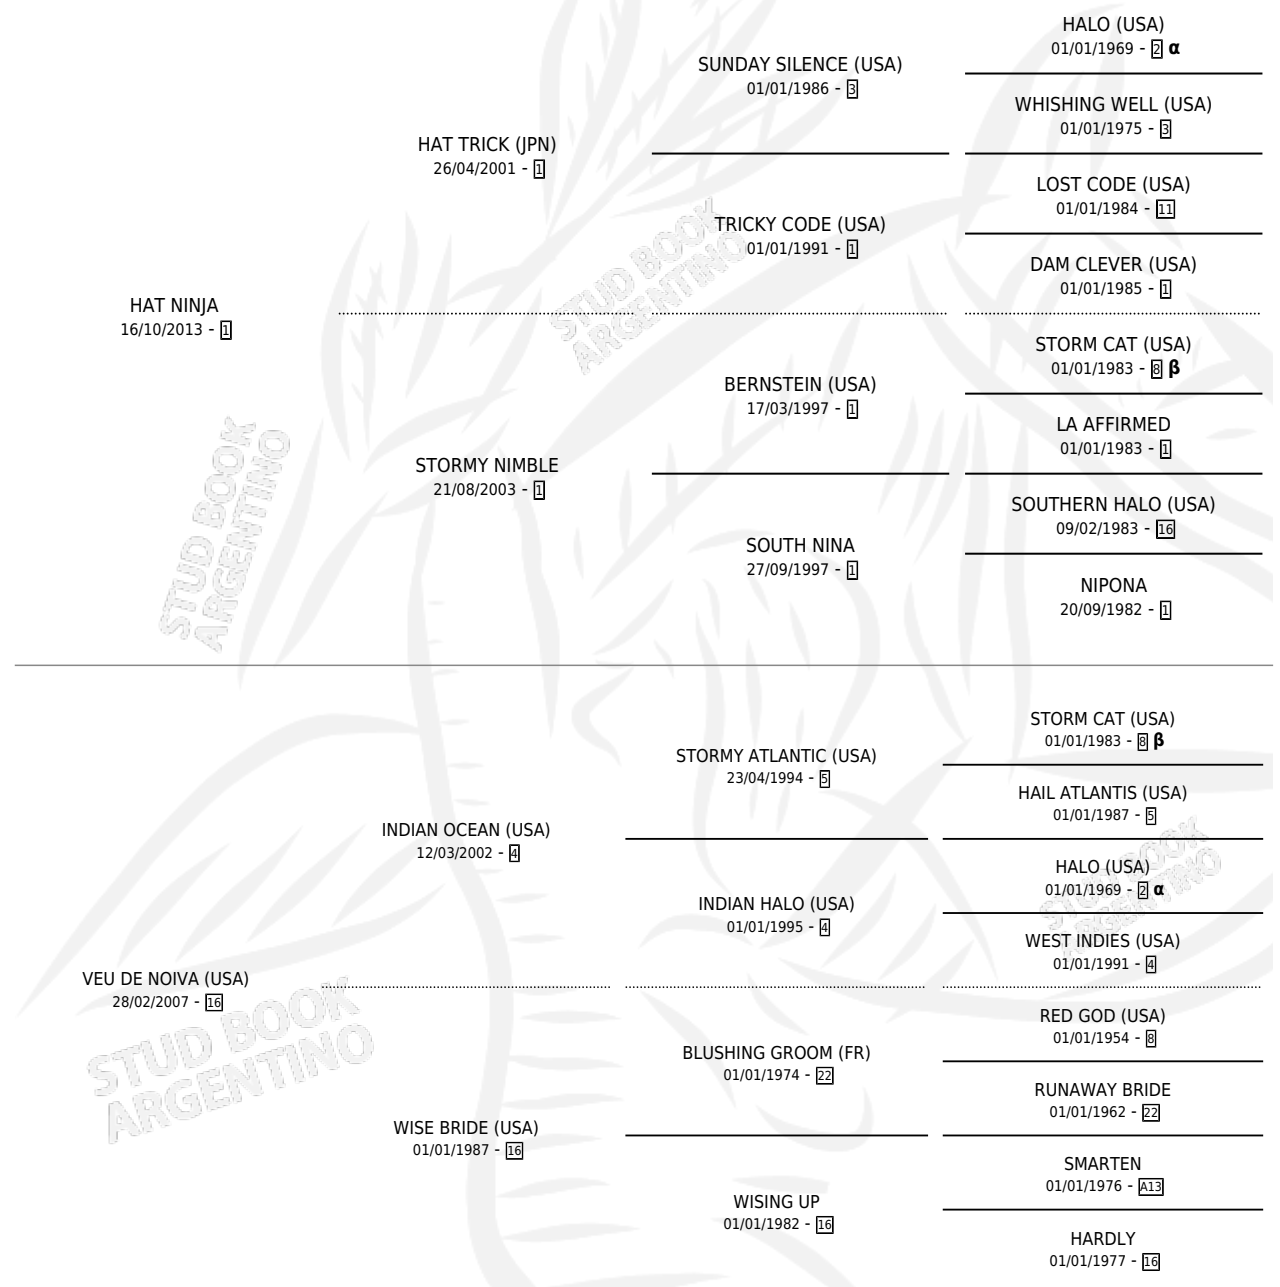 HALO (USA)
01/01/1969 - 2 α
SUNDAY SILENCE (USA)
01/01/1986 - 3
WHISHING WELL (USA)
01/01/1975 - 3
HAT TRICK (JPN)
26/04/2001 - 1
LOST CODE (USA)
01/01/1984 - 11
TRICKY CODE (USA)
01/01/1991 - 1
DAM CLEVER (USA)
01/01/1985 - 1
HAT NINJA
16/10/2013 - 1
STORM CAT (USA)
01/01/1983 - 8 β
BERNSTEIN (USA)
17/03/1997 - 1
LA AFFIRMED
01/01/1983 - 1
STORMY NIMBLE
21/08/2003 - 1
SOUTHERN HALO (USA)
09/02/1983 - 16
SOUTH NINA
27/09/1997 - 1
NIPONA
20/09/1982 - 1
STORM CAT (USA)
01/01/1983 - 8 β
STORMY ATLANTIC (USA)
23/04/1994 - 5
HAIL ATLANTIS (USA)
01/01/1987 - 5
INDIAN OCEAN (USA)
12/03/2002 - 4
HALO (USA)
01/01/1969 - 2 α
INDIAN HALO (USA)
01/01/1995 - 4
WEST INDIES (USA)
01/01/1991 - 4
VEU DE NOIVA (USA)
28/02/2007 - 16
RED GOD (USA)
01/01/1954 - 8
BLUSHING GROOM (FR)
01/01/1974 - 22
RUNAWAY BRIDE
01/01/1962 - 22
WISE BRIDE (USA)
01/01/1987 - 16
SMARTEN
01/01/1976 - A13
WISING UP
01/01/1982 - 16
HARDLY
01/01/1977 - 16
STUD BOOK
ARGENTINO
STUD BOOK
ARGENTINO
STUD BOOK
ARGENTINO
STUD BOOK
ARGENTINO